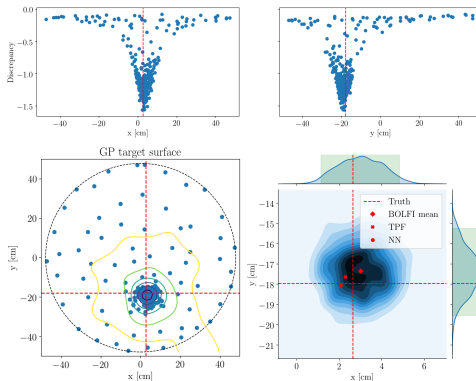 0.0
−0.5
−1.0
−1.5
Discrepancy
−40 −20 0 20 40
x [cm]
−40 −20 0 20 40
y [cm]
GP target surface
40
20
0
−20
−40
y [cm]
−40 −20 0 20 40
x [cm]
Truth
BOLFI mean
TPF
NN
−14
−15
−16
−17
−18
−19
−20
−21
y [cm]
0 2 4 6
x [cm]